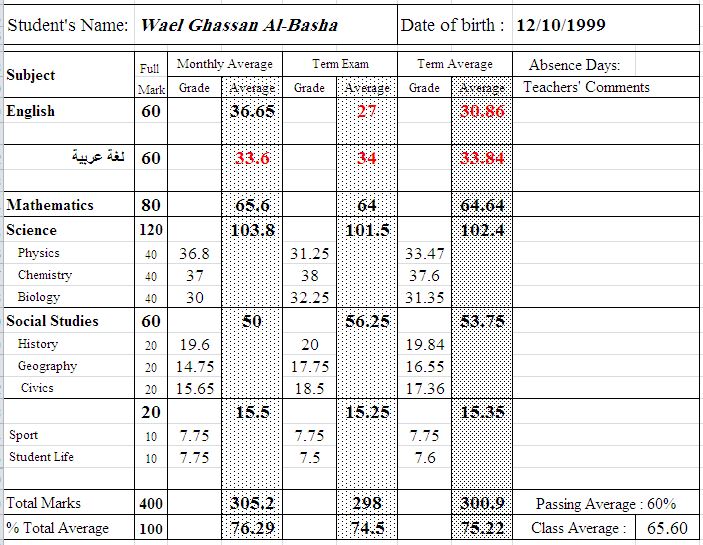 Student's Name: Wael Ghassan Al-Basha Date of birth : 12/10/1999
Subject Full Mark Monthly Average Term Exam Term Average Absence Days:
Grade Average Grade Average Grade Average Teachers' Comments
English 60 36.65 27 30.86
لغة عربية 60 33.6 34 33.84
Mathematics 80 65.6 64 64.64
Science 120 103.8 101.5 102.4
Physics 40 36.8 31.25 33.47
Chemistry 40 37 38 37.6
Biology 40 30 32.25 31.35
Social Studies 60 50 56.25 53.75
History 20 19.6 20 19.84
Geography 20 14.75 17.75 16.55
Civics 20 15.65 18.5 17.36
20 15.5 15.25 15.35
Sport 10 7.75 7.75 7.75
Student Life 10 7.75 7.5 7.6
Total Marks 400 305.2 298 300.9 Passing Average : 60%
% Total Average 100 76.29 74.5 75.22 Class Average : 65.60